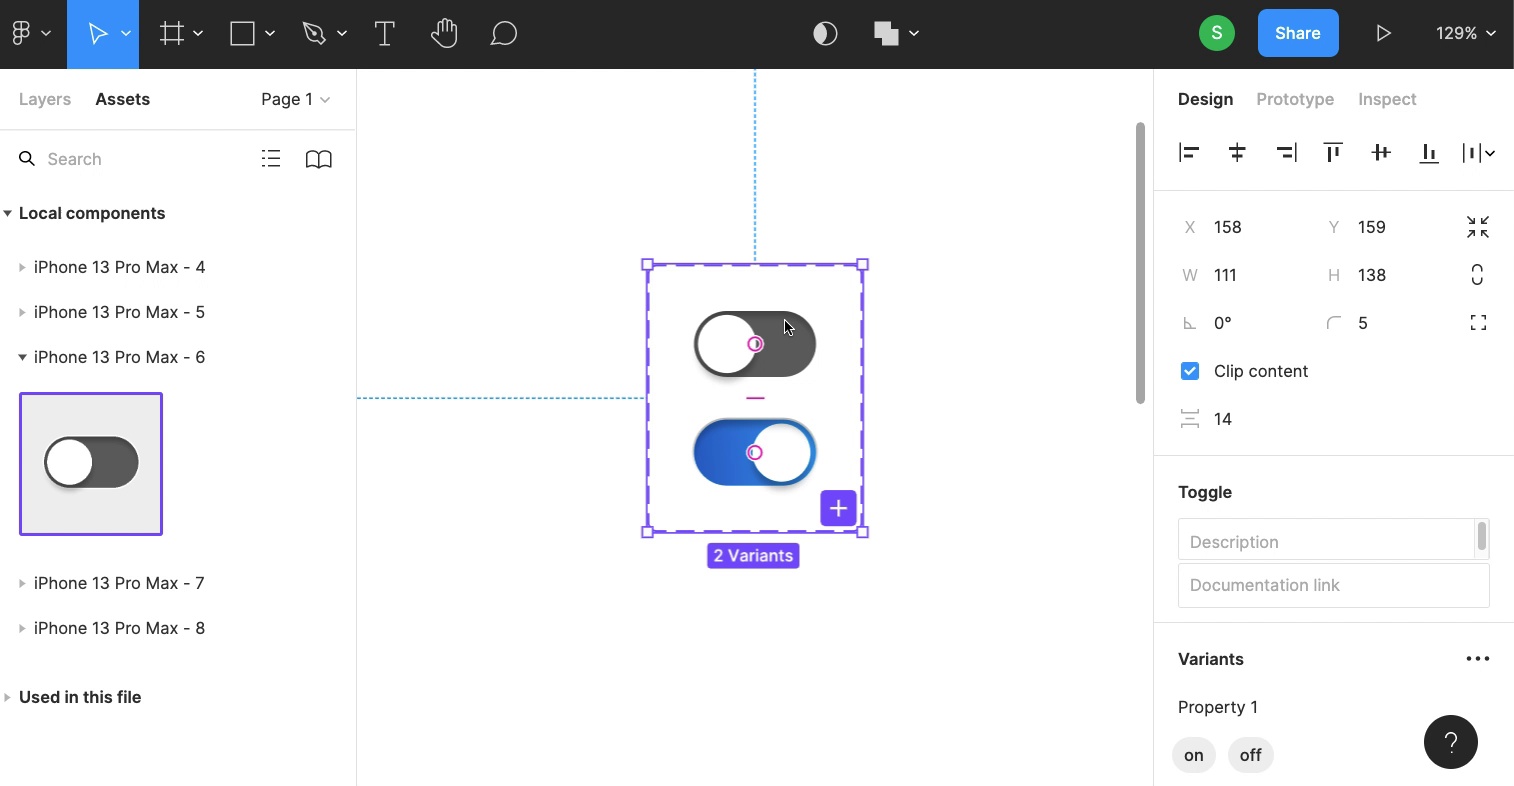 S
Share
129%
Layers
Assets
Page 1
Design
Prototype
Inspect
Search
Local components
iPhone 13 Pro Max - 4
iPhone 13 Pro Max - 5
iPhone 13 Pro Max - 6
iPhone 13 Pro Max - 7
iPhone 13 Pro Max - 8
Used in this file
2 Variants
X 158 Y 159
W 111 H 138
0° 5
Clip content
14
Toggle
Description
Documentation link
Variants
Property 1
on off
?